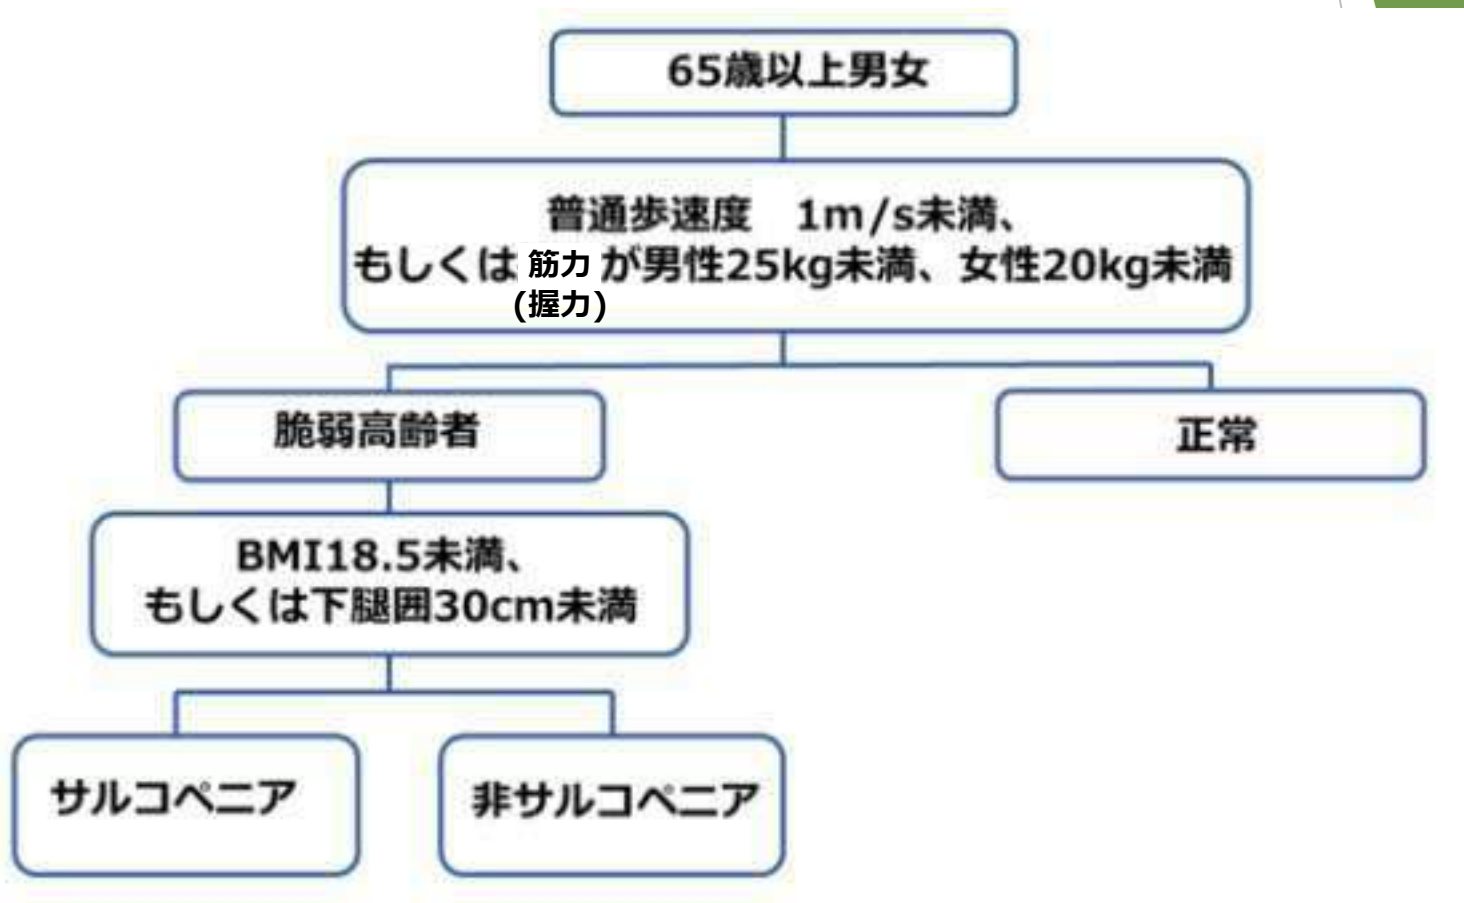 65歳以上男女
普通歩速度　1m/s未満、
もしくは 筋力 が男性25kg未満、女性20kg未満
(握力)
脆弱高齢者
正常
BMI18.5未満、
もしくは下腿囲30cm未満
サルコペニア
非サルコペニア